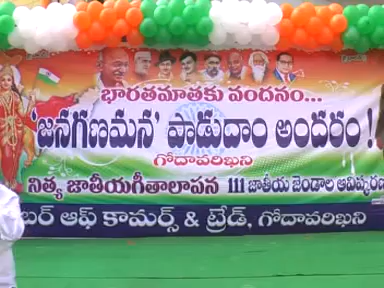 భారతమాతకు వందనం...
'జనగణమన' పాడుదాం అందరం !
గోదావరిఖని
నిత్య జాతీయగీతాలాపన 111 జాతీయ జెండాల ఆవిష్కరణ
బర్ ఆఫ్ కామర్స్ & ట్రేడ్, గోదావరిఖని